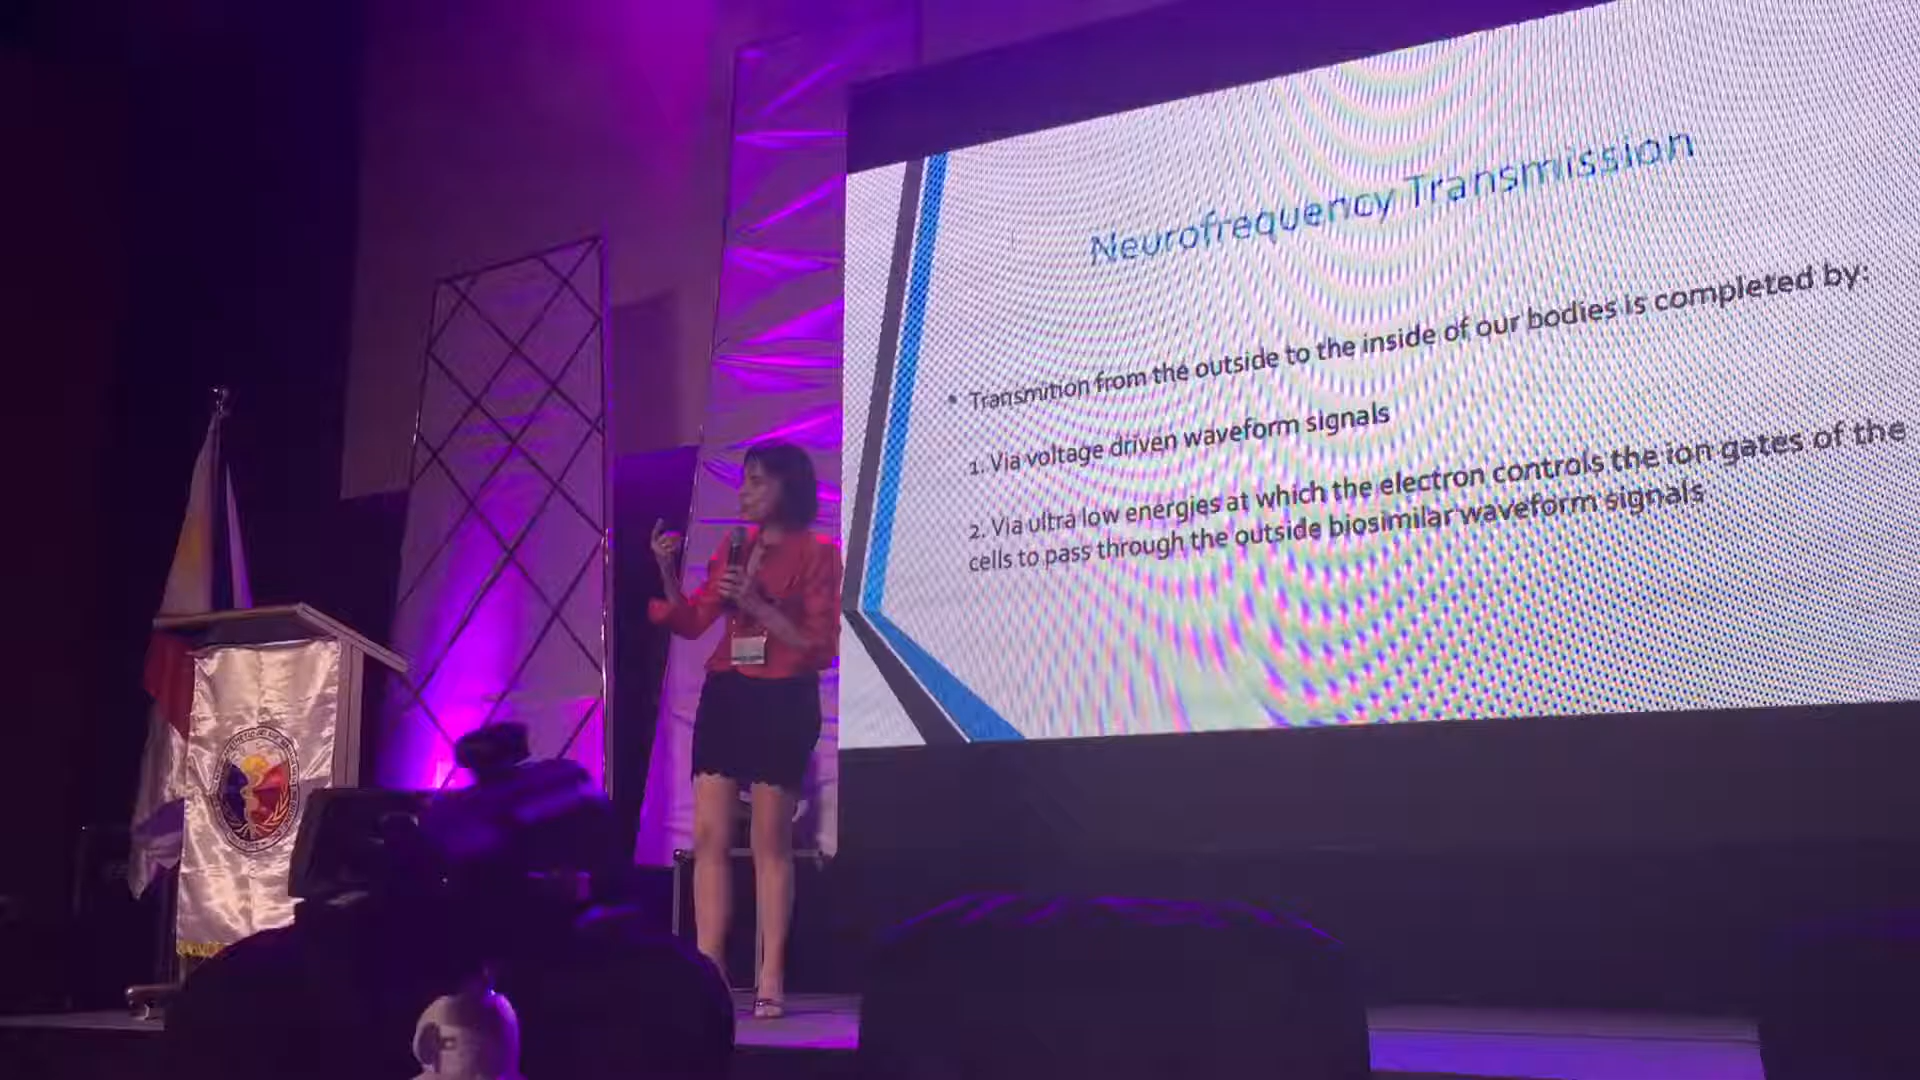 Neurofrequency Transmission
• Transmition from the outside to the inside of our bodies is completed by:
1. Via voltage driven waveform signals
2. Via ultra low energies at which the electron controls the ion gates of the
cells to pass through the outside biosimilar waveform signals